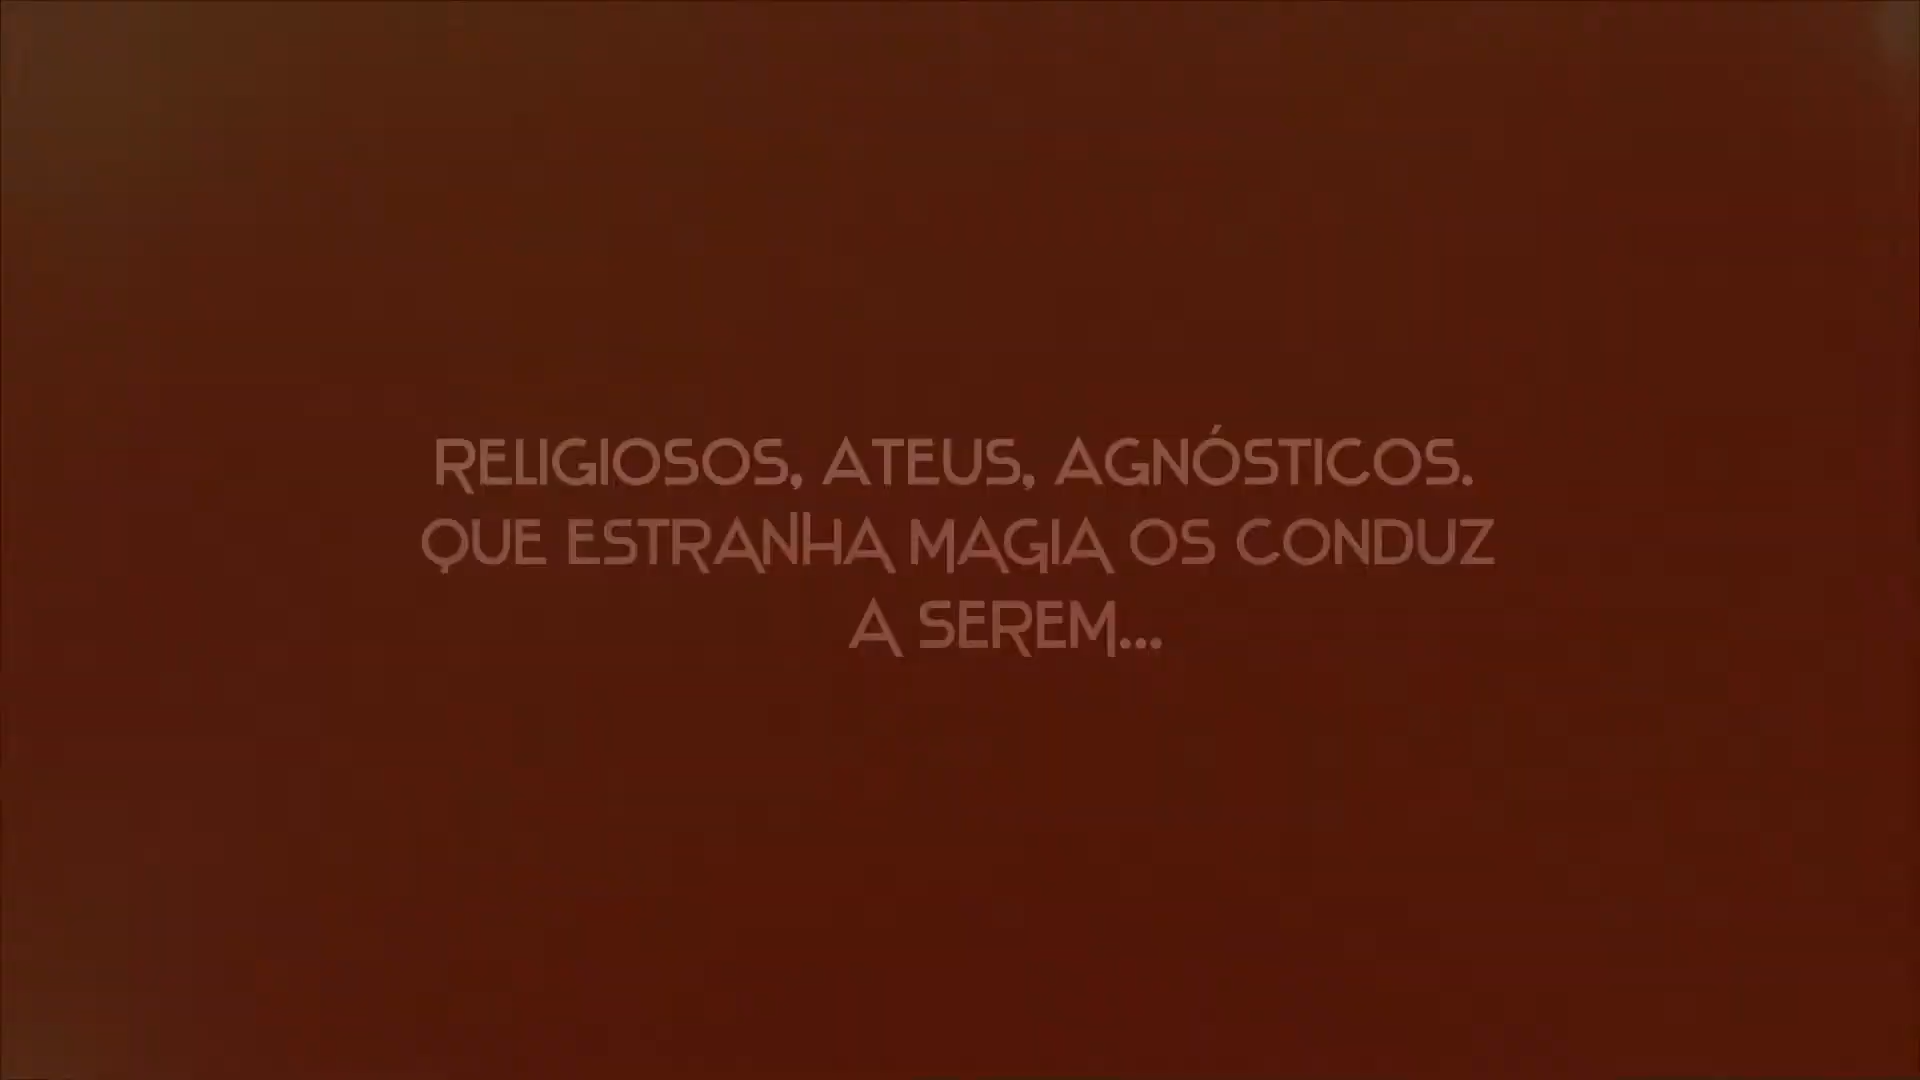 RELIGIOSOS, ATEUS, AGNÓSTICOS.
QUE ESTRANHA MAGIA OS CONDUZ
A SEREM...